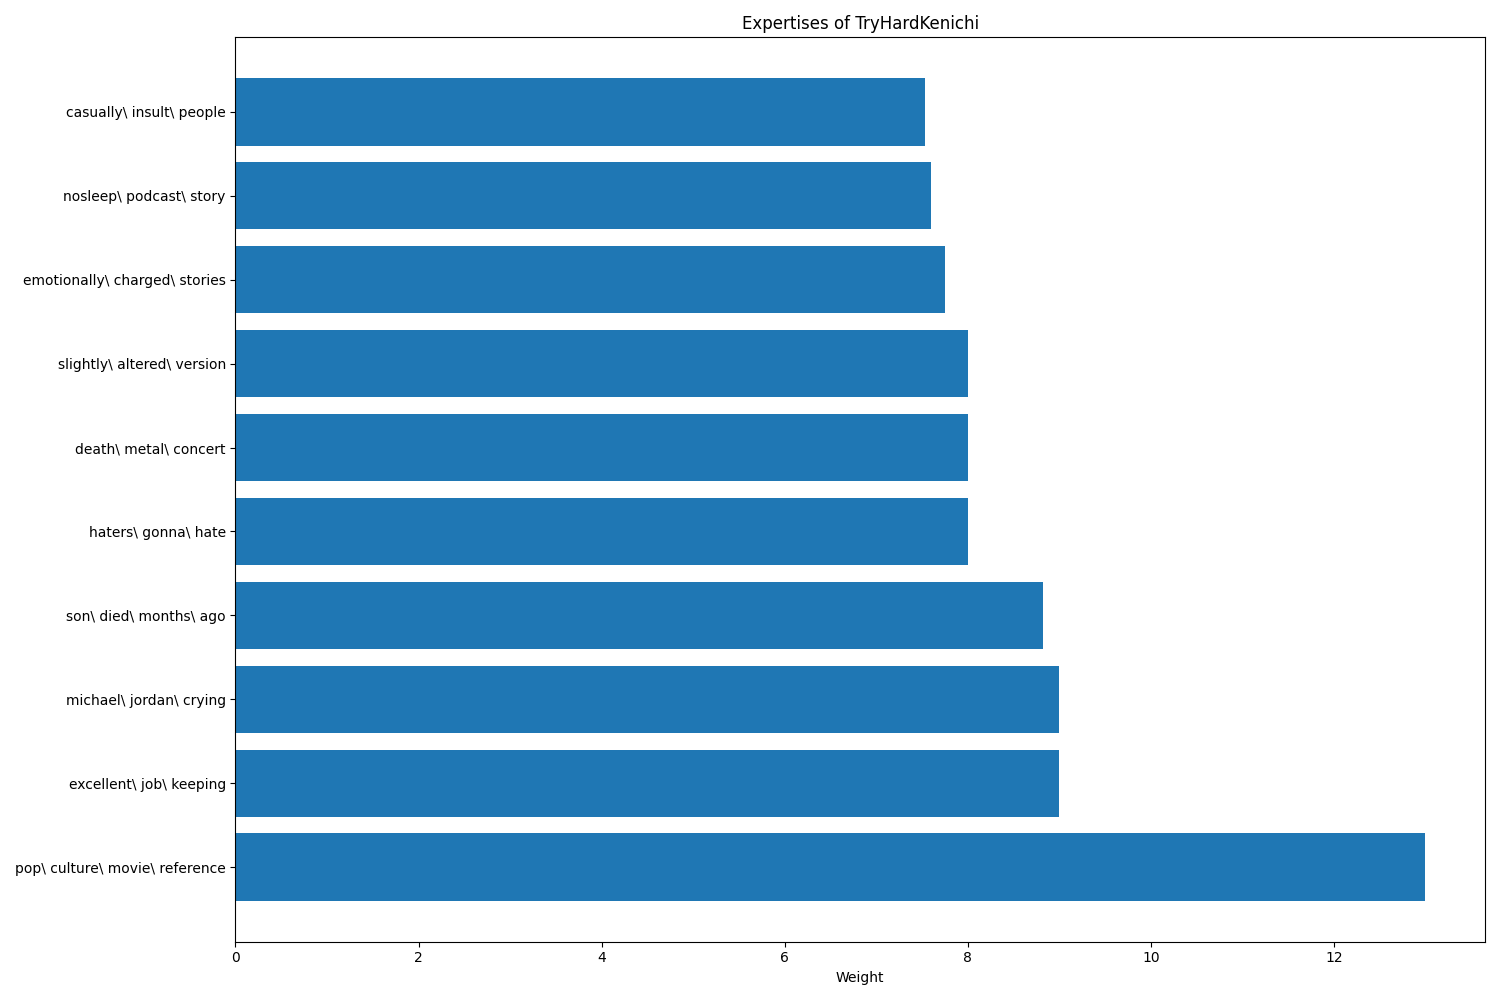 Expertises of TryHardKenichi
casually\ insult\ people
nosleep\ podcast\ story
emotionally\ charged\ stories
slightly\ altered\ version
death\ metal\ concert
haters\ gonna\ hate
son\ died\ months\ ago
michael\ jordan\ crying
excellent\ job\ keeping
pop\ culture\ movie\ reference
0 2 4 6 8 10 12
Weight